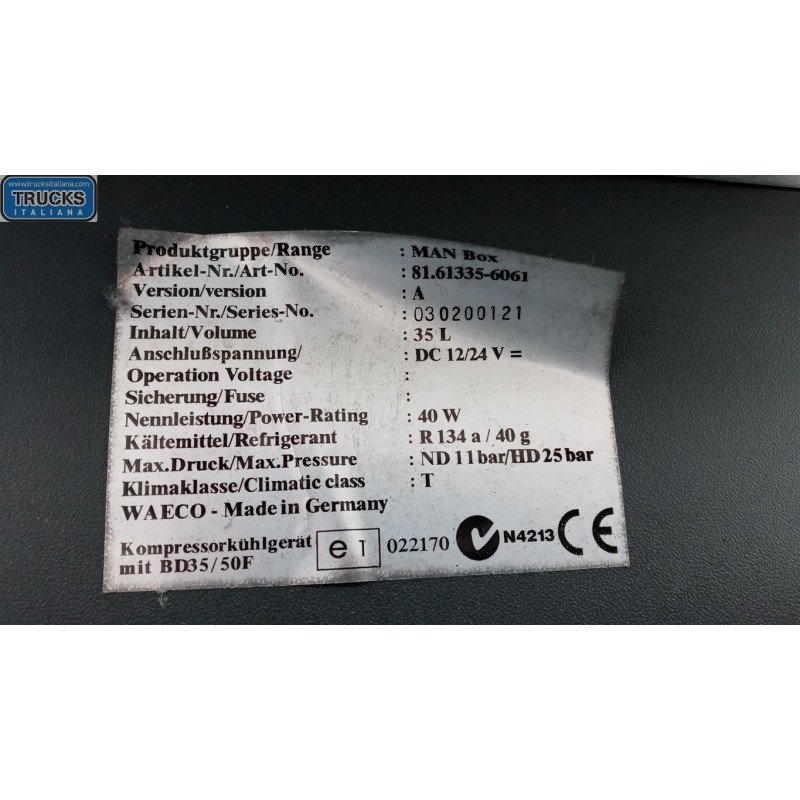 www.trucksitaliana.com
TRUCKS
ITALIANA
Produktgruppe/Range : MAN Box
Artikel-Nr./Art-No. : 81.61335-6061
Version/version : A
Serien-Nr./Series-No. : 030200121
Inhalt/Volume : 35 L
Anschlußspannung/ : DC 12/24 V =
Operation Voltage :
Sicherung/Fuse :
Nennleistung/Power-Rating : 40 W
Kältemittel/Refrigerant : R 134 a / 40 g
Max.Druck/Max.Pressure : ND 11bar/HD 25 bar
Klimaklasse/Climatic class : T
WAECO - Made in Germany
Kompressorkühlgerät e 1 022170 N4213 CE
mit BD35/50F